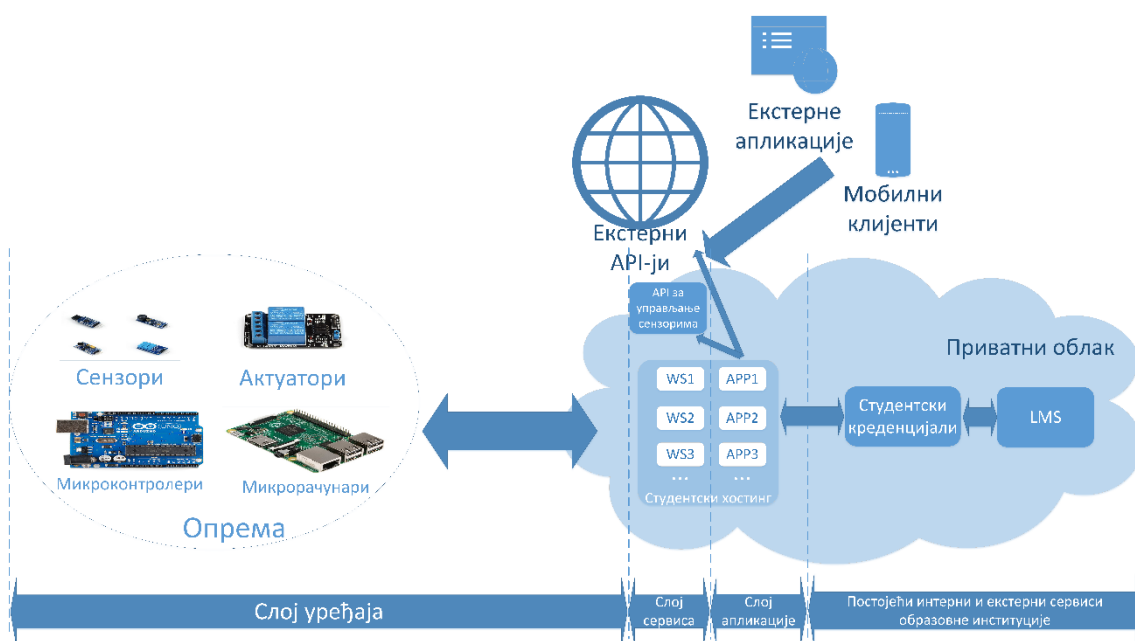 Екстерне
апликације
Мобилни
клијенти
Екстерни
API-ји
API за
управљање
сензорима
Приватни облак
Сензори
Актуатори
Микроконтролери
Микрорачунари
Опрема
WS1
APP1
WS2
APP2
WS3
APP3
...
...
Студентски хостинг
Студентски
креденцијали
LMS
Слој уређаја
Слој
сервиса
Слој
апликације
Постојећи интерни и екстерни сервиси
образовне институције